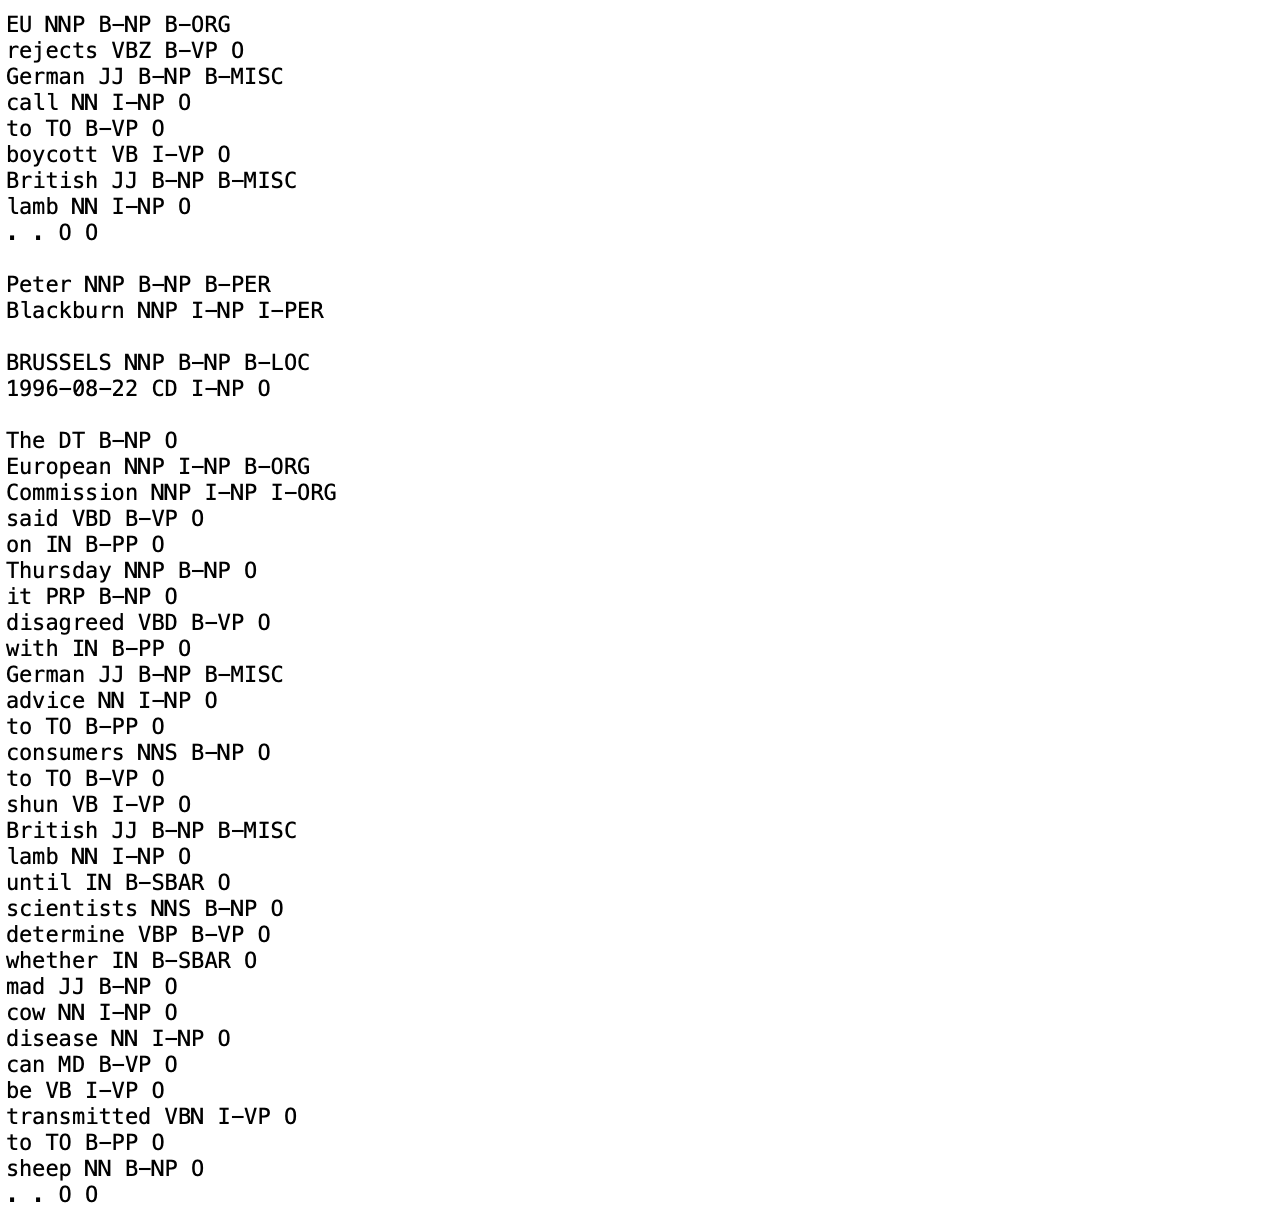 EU NNP B-NP B-ORG
rejects VBZ B-VP O
German JJ B-NP B-MISC
call NN I-NP O
to TO B-VP O
boycott VB I-VP O
British JJ B-NP B-MISC
lamb NN I-NP O
. . O O

Peter NNP B-NP B-PER
Blackburn NNP I-NP I-PER

BRUSSELS NNP B-NP B-LOC
1996-08-22 CD I-NP O

The DT B-NP O
European NNP I-NP B-ORG
Commission NNP I-NP I-ORG
said VBD B-VP O
on IN B-PP O
Thursday NNP B-NP O
it PRP B-NP O
disagreed VBD B-VP O
with IN B-PP O
German JJ B-NP B-MISC
advice NN I-NP O
to TO B-PP O
consumers NNS B-NP O
to TO B-VP O
shun VB I-VP O
British JJ B-NP B-MISC
lamb NN I-NP O
until IN B-SBAR O
scientists NNS B-NP O
determine VBP B-VP O
whether IN B-SBAR O
mad JJ B-NP O
cow NN I-NP O
disease NN I-NP O
can MD B-VP O
be VB I-VP O
transmitted VBN I-VP O
to TO B-PP O
sheep NN B-NP O
. . O O